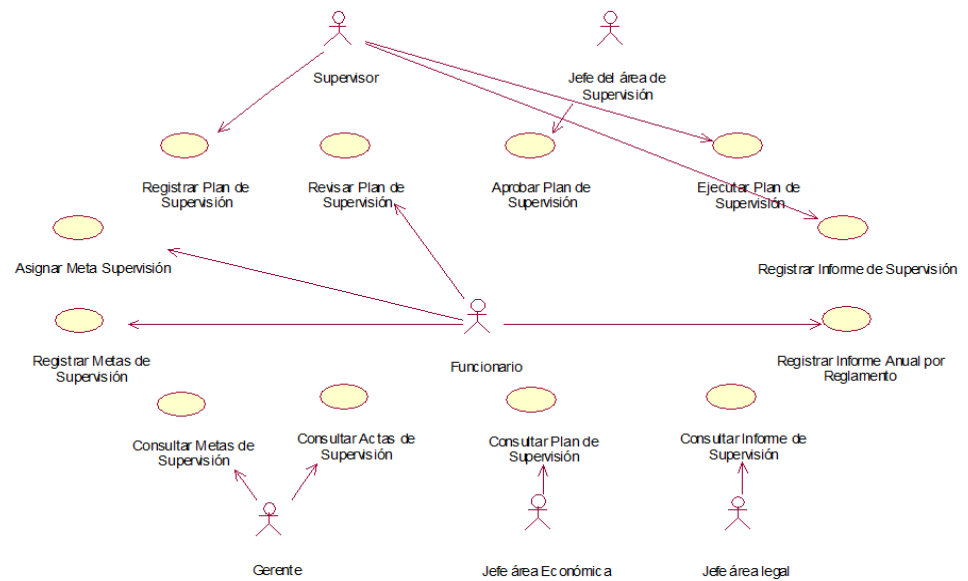 Supervisor
Jefe del área de
Supervisión
Registrar Plan de
Supervisión
Revisar Plan de
Supervisión
Aprobar Plan de
Supervisión
Ejecutar Plan de
Supervisión
Asignar Meta Supervisión
Registrar Informe de Supervisión
Registrar Metas de
Supervisión
Funcionario
Registrar Informe Anual por
Reglamento
Consultar Metas de
Supervisión
Consultar Actas de
Supervisión
Consultar Plan de
Supervisión
Consultar Informe de
Supervisión
Gerente
Jefe área Económica
Jefe área legal